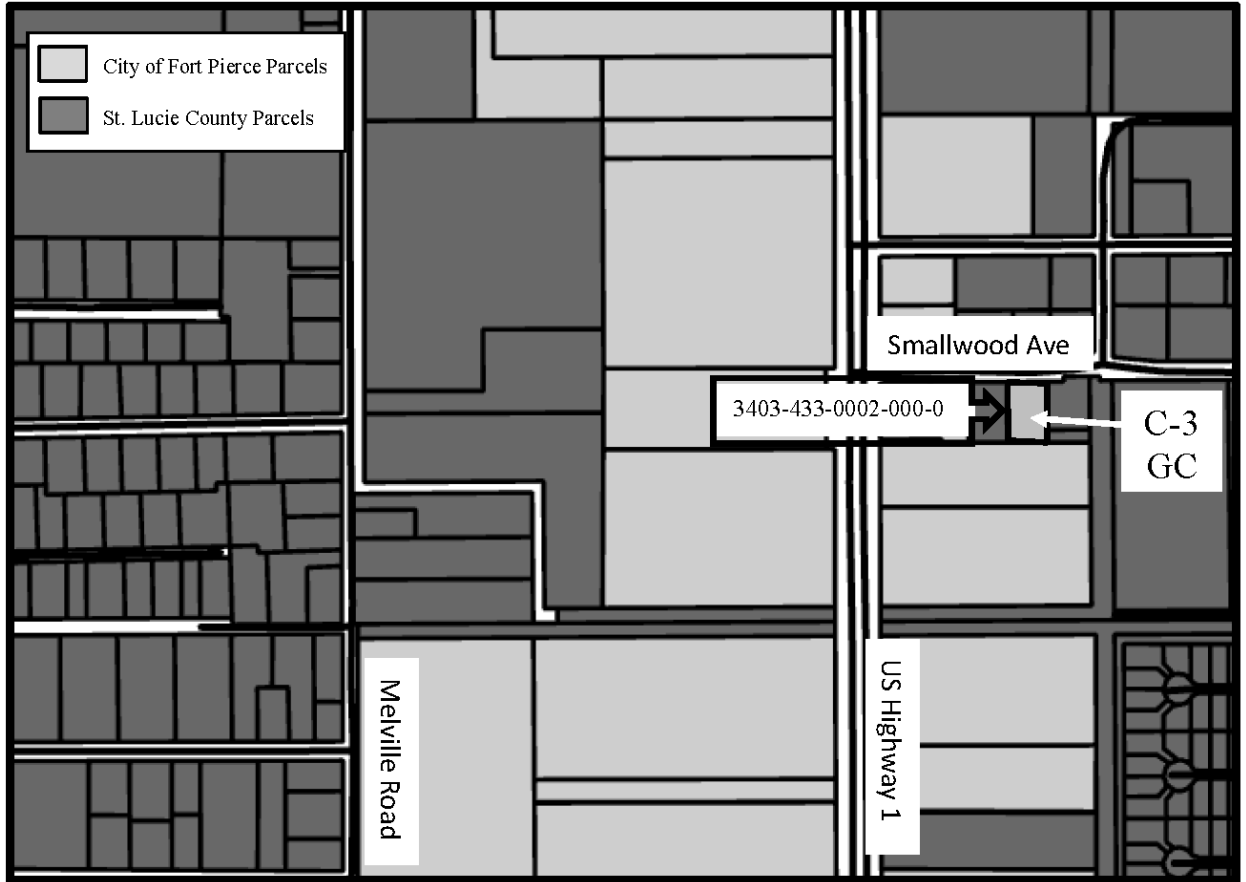 City of Fort Pierce Parcels
St. Lucie County Parcels
Smallwood Ave
3403-433-0002-000-0
C-3
GC
Melville Road
US Highway 1